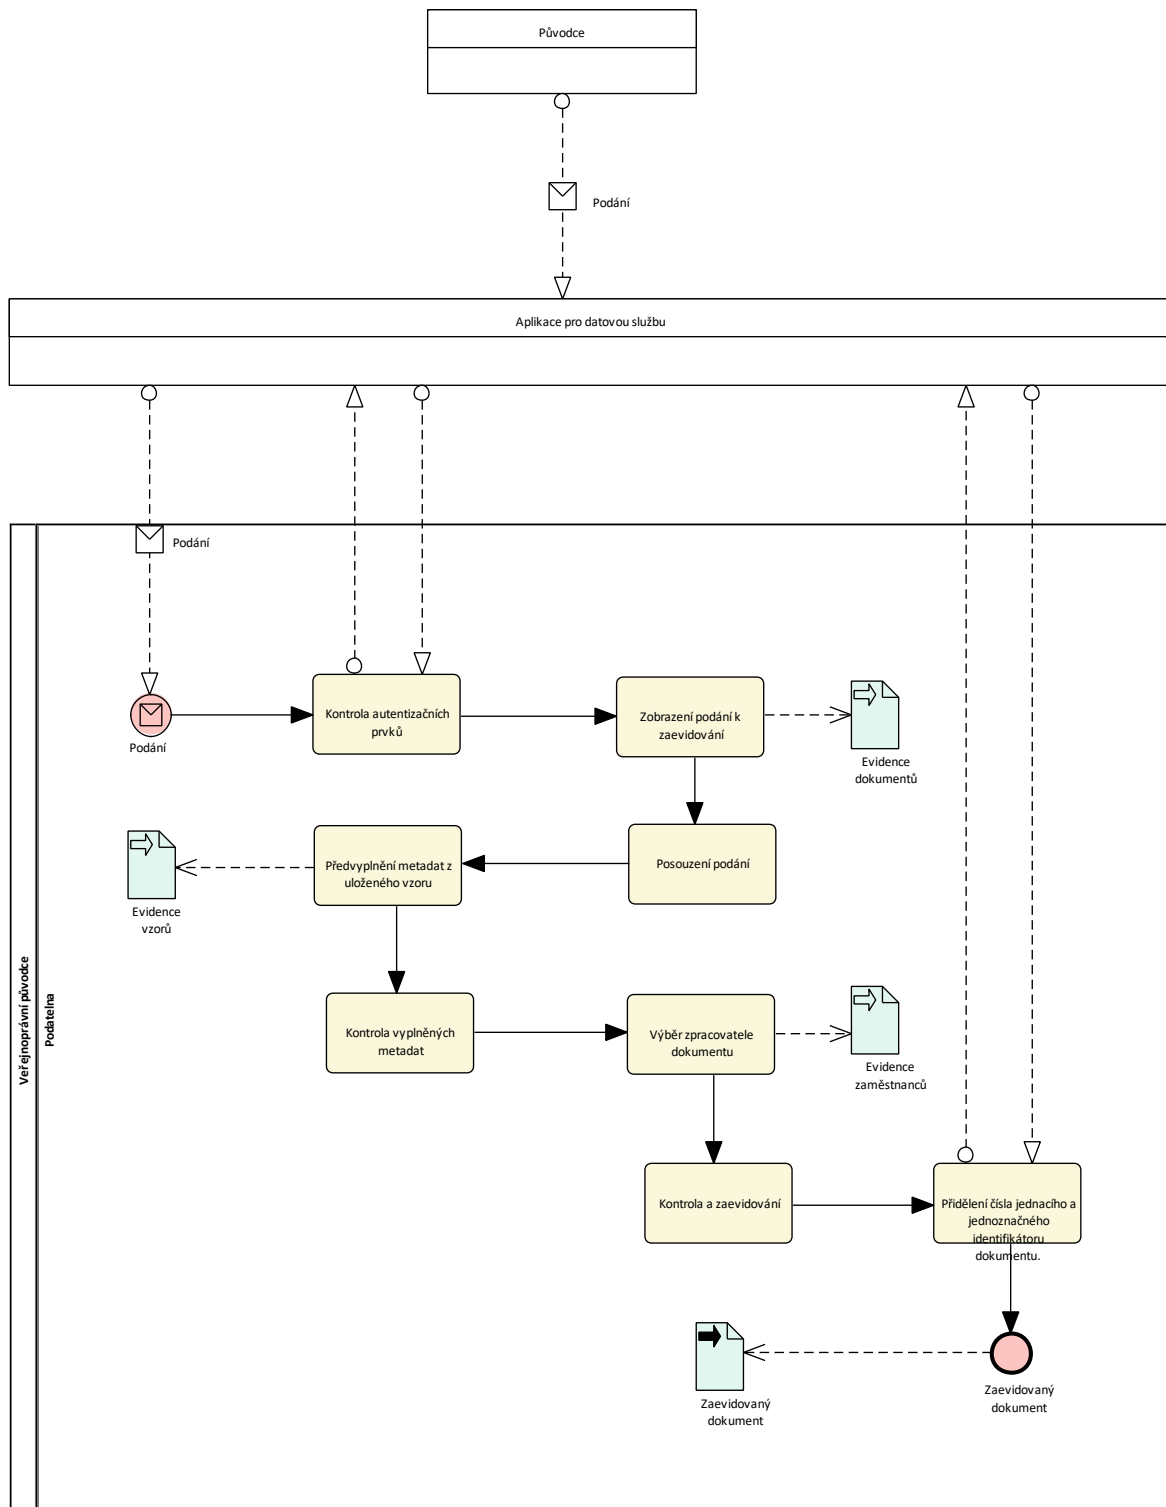 Původce
Podání
Aplikace pro datovou službu
Podání
Podání
Kontrola autentizačních
prvků
Zobrazení podání k
zaevidování
Evidence
dokumentů
Předvyplnění metadat z
uloženého vzoru
Posouzení podání
Evidence
vzorů
Veřejnoprávní původce
Podatelna
Kontrola vyplněných
metadat
Výběr zpracovatele
dokumentu
Evidence
zaměstnanců
Kontrola a zaevidování
Přidělení čísla jednacího a
jednoznačného
identifikátoru
dokumentu.
Zaevidovaný
dokument
Zaevidovaný
dokument